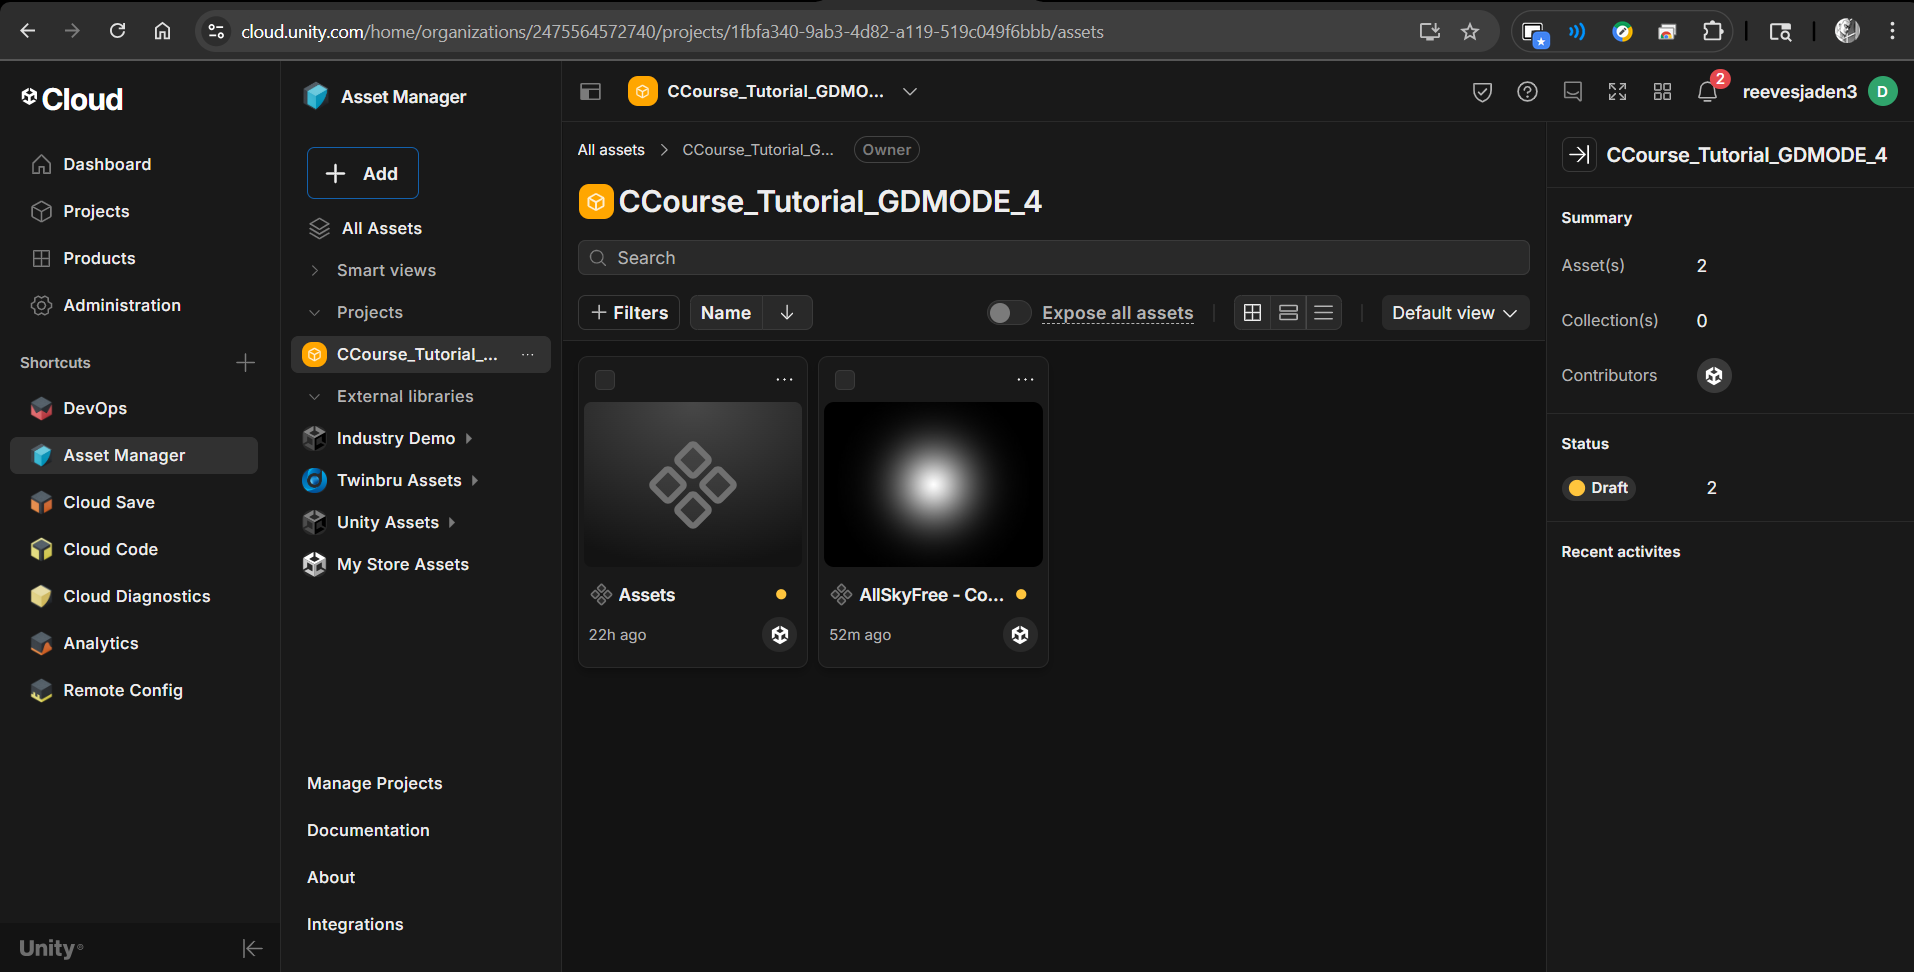 cloud.unity.com/home/organizations/2475564572740/projects/1fbfa340-9ab3-4d82-a119-519c049f6bbb/assets
Cloud
Dashboard
Projects
Products
Administration
Shortcuts
DevOps
Asset Manager
Cloud Save
Cloud Code
Cloud Diagnostics
Analytics
Remote Config
Unity®
Asset Manager
Add
All Assets
Smart views
Projects
CCourse_Tutorial_...
External libraries
Industry Demo
Twinbru Assets
Unity Assets
My Store Assets
Manage Projects
Documentation
About
Integrations
CCourse_Tutorial_GDMO...
2
reevesjaden3
D
All assets > CCourse_Tutorial_G... Owner
CCourse_Tutorial_GDMODE_4
Search
+ Filters Name Expose all assets Default view
Assets
22h ago
AllSkyFree - Co...
52m ago
CCourse_Tutorial_GDMODE_4
Summary
Asset(s) 2
Collection(s) 0
Contributors
Status
Draft 2
Recent activites